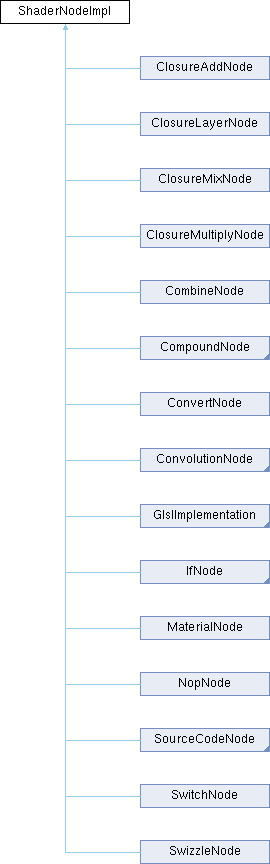 ShaderNodeImpl
ClosureAddNode
ClosureLayerNode
ClosureMixNode
ClosureMultiplyNode
CombineNode
CompoundNode
ConvertNode
ConvolutionNode
GlslImplementation
IfNode
MaterialNode
NopNode
SourceCodeNode
SwitchNode
SwizzleNode